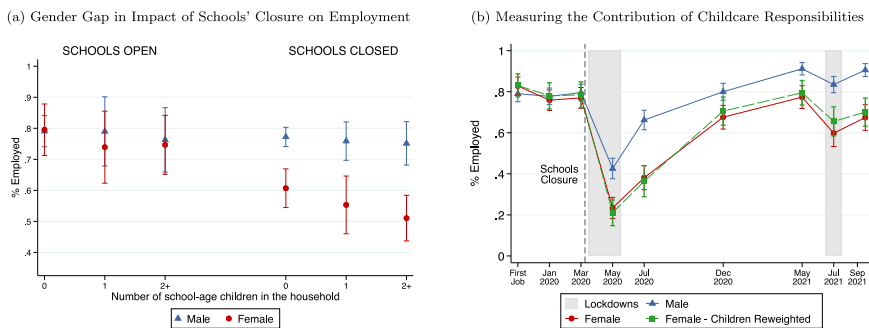 (a) Gender Gap in Impact of Schools' Closure on Employment
SCHOOLS OPEN SCHOOLS CLOSED
% Employed
1
.9
.8
.7
.6
.5
.4
0 1 2+ 0 1 2+
Number of school-age children in the household
Male Female
(b) Measuring the Contribution of Childcare Responsibilities
% Employed
1
.8
.6
.4
.2
0
Schools
Closure
First Job Jan 2020 Mar 2020 May 2020 Jul 2020 Dec 2020 May 2021 Jul 2021 Sep 2021
Lockdowns Male
Female Female - Children Reweighted